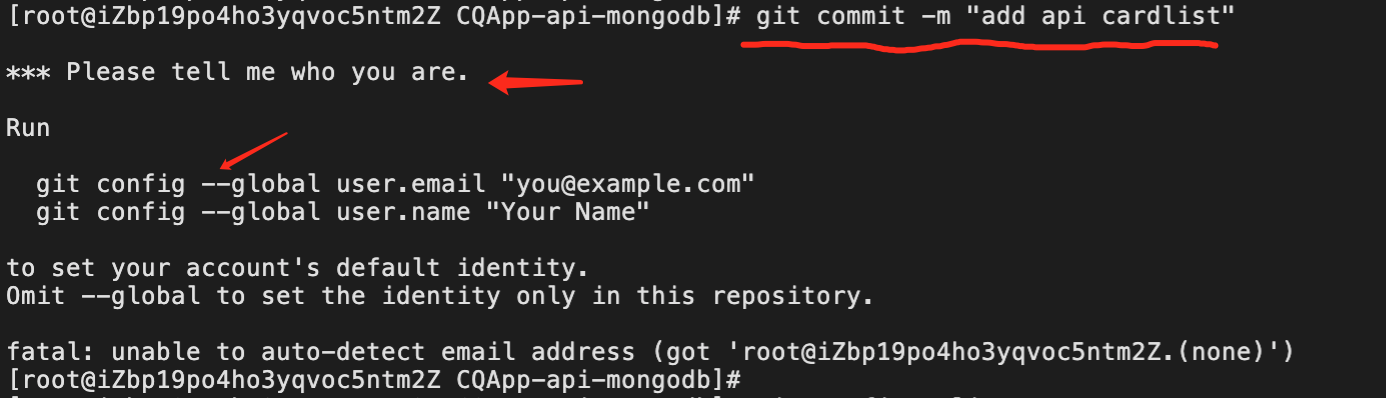 [root@iZbp19po4ho3yqvoc5ntm2Z CQApp-api-mongodb]# git commit -m "add api cardlist"
*** Please tell me who you are.
Run
git config --global user.email "you@example.com"
git config --global user.name "Your Name"
to set your account's default identity.
Omit --global to set the identity only in this repository.
fatal: unable to auto-detect email address (got 'root@iZbp19po4ho3yqvoc5ntm2Z.(none)')
[root@iZbp19po4ho3yqvoc5ntm2Z CQApp-api-mongodb]#